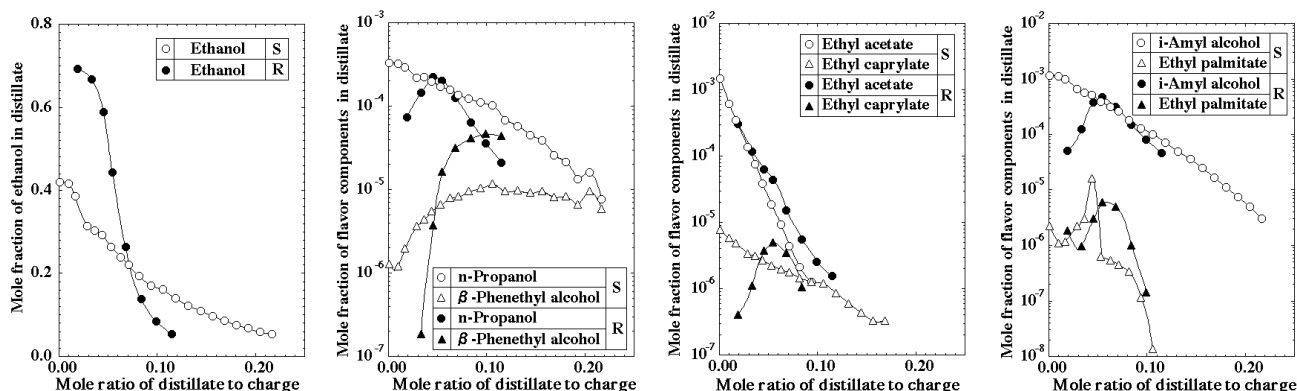 Mole fraction of ethanol in distillate
0.8
0.6
0.4
0.2
0.0
Ethanol S
Ethanol R
0.00 0.10 0.20
Mole ratio of distillate to charge
Mole fraction of flavor components in distillate
10-3
10-4
10-5
10-6
10-7
n-Propanol
β-Phenethyl alcohol
S
n-Propanol
β-Phenethyl alcohol
R
0.00 0.10 0.20
Mole ratio of distillate to charge
Mole fraction of flavor components in distillate
10-2
10-3
10-4
10-5
10-6
10-7
Ethyl acetate
Ethyl caprylate
S
Ethyl acetate
Ethyl caprylate
R
0.00 0.10 0.20
Mole ratio of distillate to charge
Mole fraction of flavor components in distillate
10-2
10-3
10-4
10-5
10-6
10-7
10-8
i-Amyl alcohol
Ethyl palmitate
S
i-Amyl alcohol
Ethyl palmitate
R
0.00 0.10 0.20
Mole ratio of distillate to charge